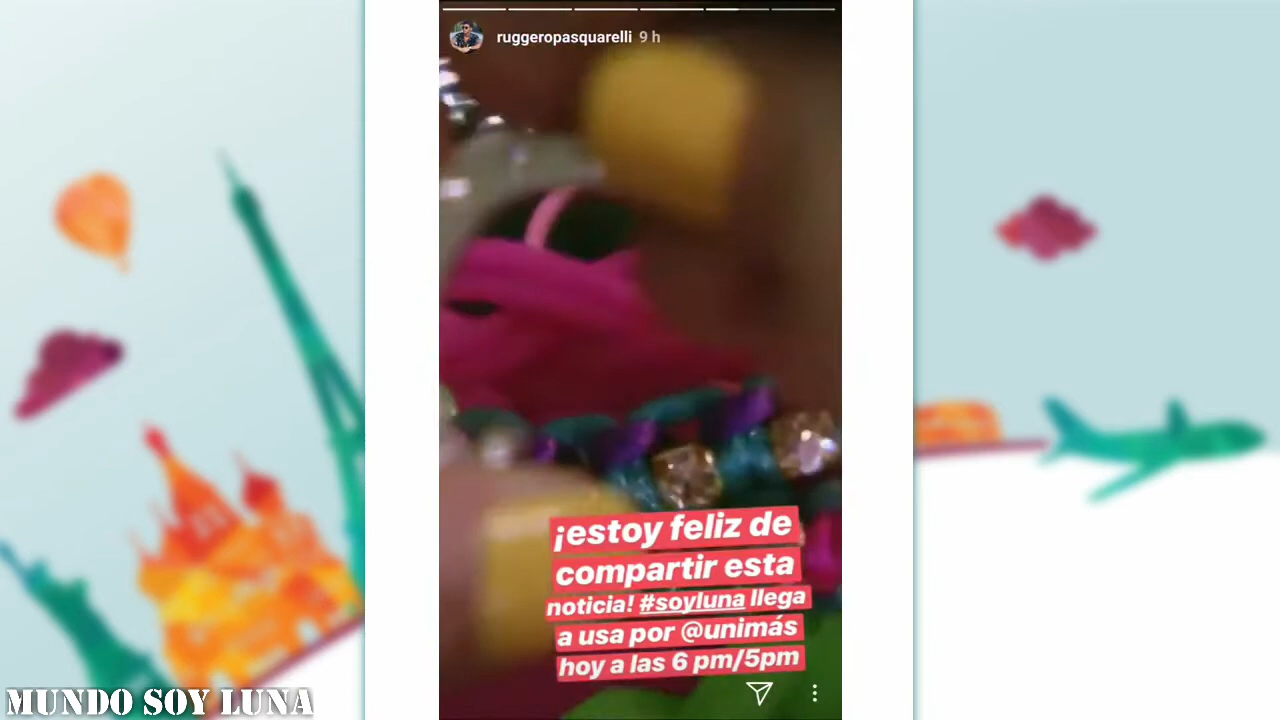 ruggeropasquarelli 9 h
¡estoy feliz de
compartir esta
noticia! #soyluna llega
a usa por @unimás
hoy a las 6 pm/5pm
MUNDO SOY LUNA